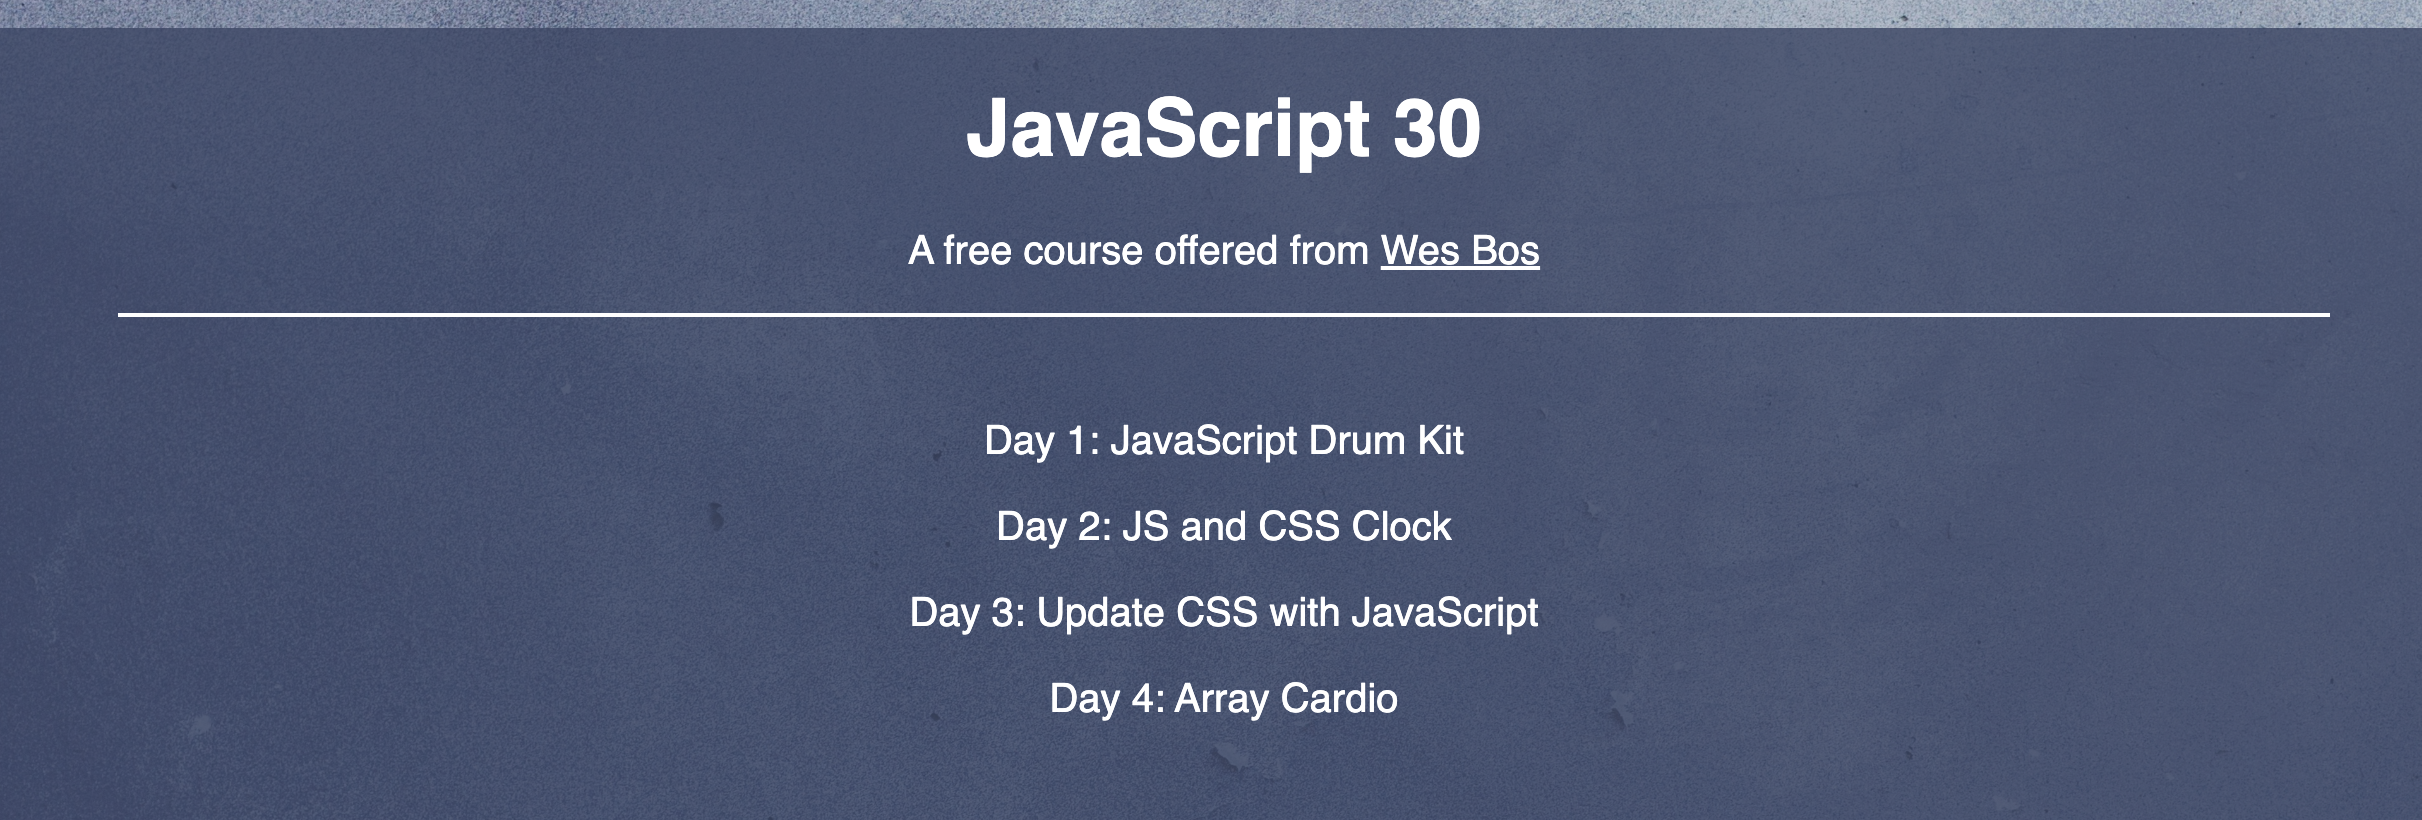 JavaScript 30
A free course offered from Wes Bos
Day 1: JavaScript Drum Kit
Day 2: JS and CSS Clock
Day 3: Update CSS with JavaScript
Day 4: Array Cardio